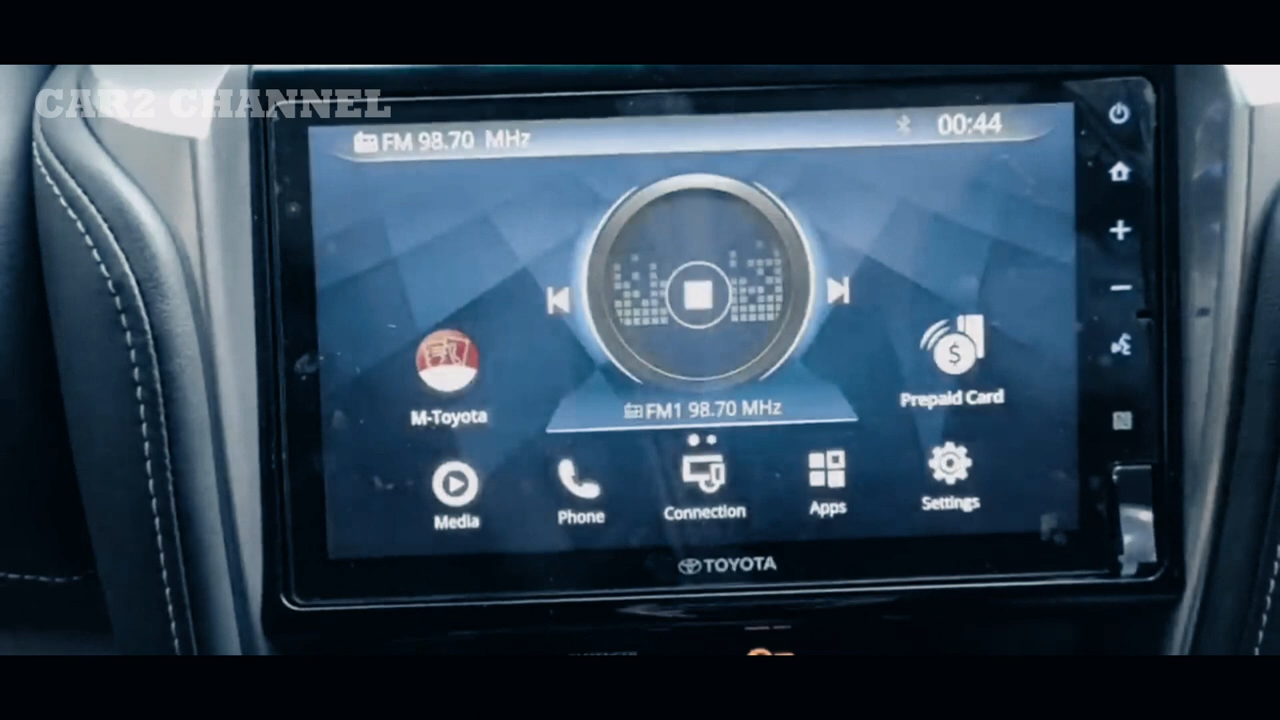 CAR2 CHANNEL
FM 98.70 MHz
00:44
M-Toyota
FM1 98.70 MHz
Prepaid Card
Media
Phone
Connection
Apps
Settings
TOYOTA